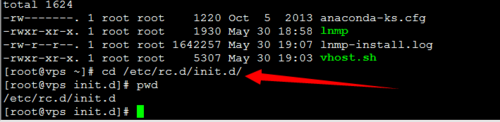 total 1624
-rw-------. 1 root root    1220 Oct  5  2013 anaconda-ks.cfg
-rwxr-xr-x  1 root root    1930 May 30 18:58 lnmp
-rw-r--r--. 1 root root 1642257 May 30 19:07 lnmp-install.log
-rwxr-xr-x  1 root root    5307 May 30 19:03 vhost.sh
[root@vps ~]# cd /etc/rc.d/init.d/
[root@vps init.d]# pwd
/etc/rc.d/init.d
[root@vps init.d]#